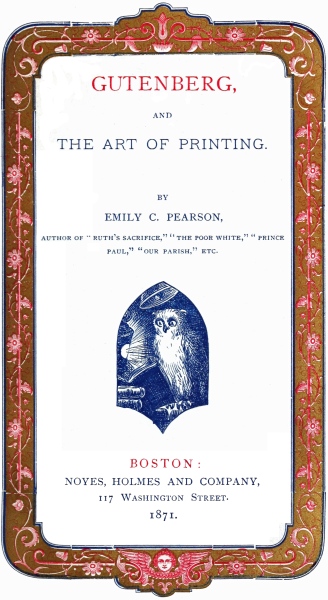 GUTENBERG,
AND
THE ART OF PRINTING.
BY
EMILY C. PEARSON,
AUTHOR OF "RUTH'S SACRIFICE," "THE POOR WHITE," "PRINCE
PAUL," "OUR PARISH," ETC.
BOSTON:
NOYES, HOLMES AND COMPANY,
117 WASHINGTON STREET.
1871.